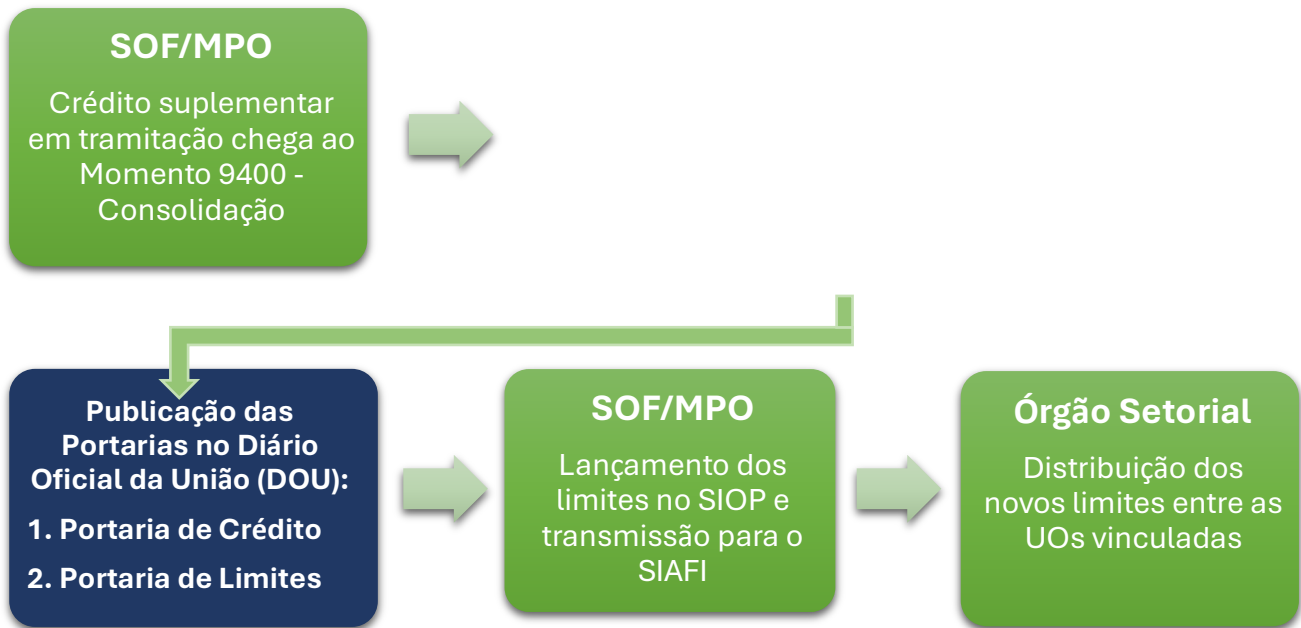 SOF/MPO
Crédito suplementar
em tramitação chega ao
Momento 9400 -
Consolidação
Publicação das
Portarias no Diário
Oficial da União (DOU):
1. Portaria de Crédito
2. Portaria de Limites
SOF/MPO
Lançamento dos
limites no SIOP e
transmissão para o
SIAFI
Órgão Setorial
Distribuição dos
novos limites entre as
UOs vinculadas